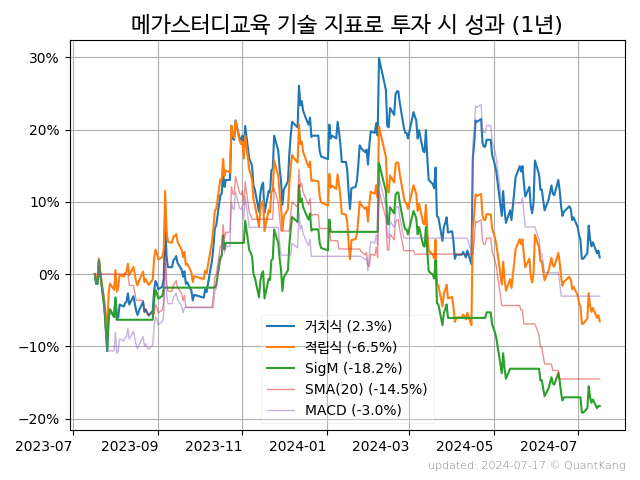 메가스터디교육 기술 지표로 투자 시 성과 (1년)
30%
20%
10%
0%
−10%
−20%
거치식 (2.3%)
적립식 (-6.5%)
SigM (-18.2%)
SMA(20) (-14.5%)
MACD (-3.0%)
2023-07 2023-09 2023-11 2024-01 2024-03 2024-05 2024-07
updated: 2024-07-17 © QuantKang